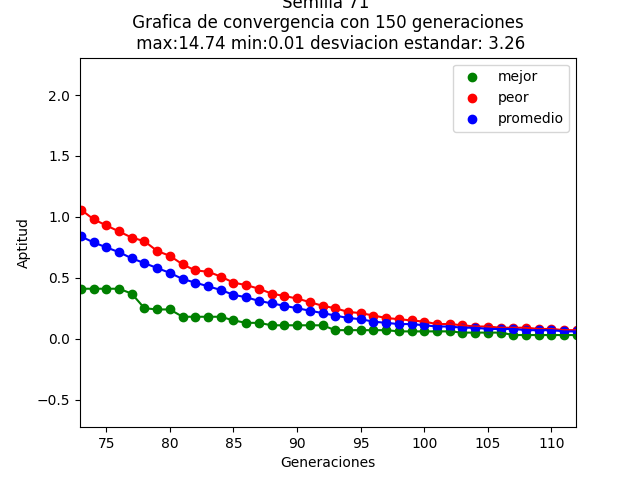 Semilla 71
Grafica de convergencia con 150 generaciones
max:14.74 min:0.01 desviacion estandar: 3.26
mejor
peor
promedio
2.0
1.5
1.0
0.5
0.0
−0.5
Aptitud
75 80 85 90 95 100 105 110
Generaciones